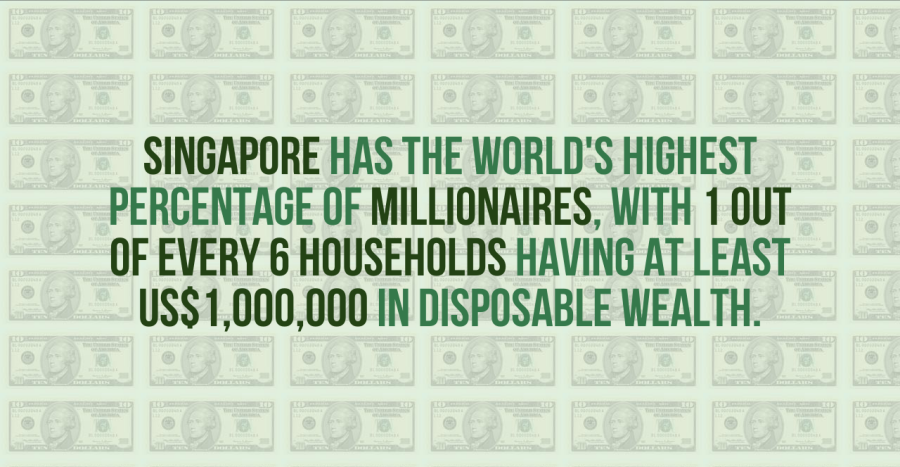 SINGAPORE HAS THE WORLD'S HIGHEST
PERCENTAGE OF MILLIONAIRES, WITH 1 OUT
OF EVERY 6 HOUSEHOLDS HAVING AT LEAST
US$1,000,000 IN DISPOSABLE WEALTH.